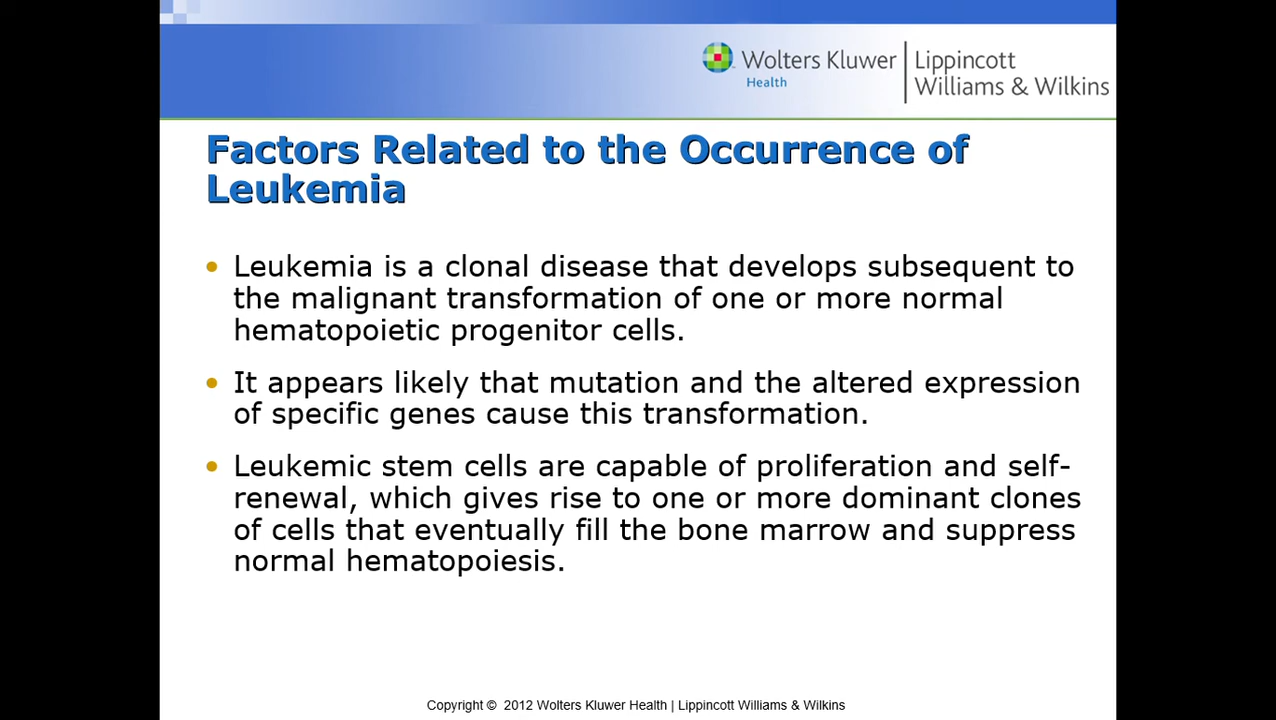 Wolters Kluwer
Health
Lippincott
Williams & Wilkins
Factors Related to the Occurrence of
Leukemia
• Leukemia is a clonal disease that develops subsequent to
the malignant transformation of one or more normal
hematopoietic progenitor cells.
• It appears likely that mutation and the altered expression
of specific genes cause this transformation.
• Leukemic stem cells are capable of proliferation and self-
renewal, which gives rise to one or more dominant clones
of cells that eventually fill the bone marrow and suppress
normal hematopoiesis.
Copyright © 2012 Wolters Kluwer Health | Lippincott Williams & Wilkins